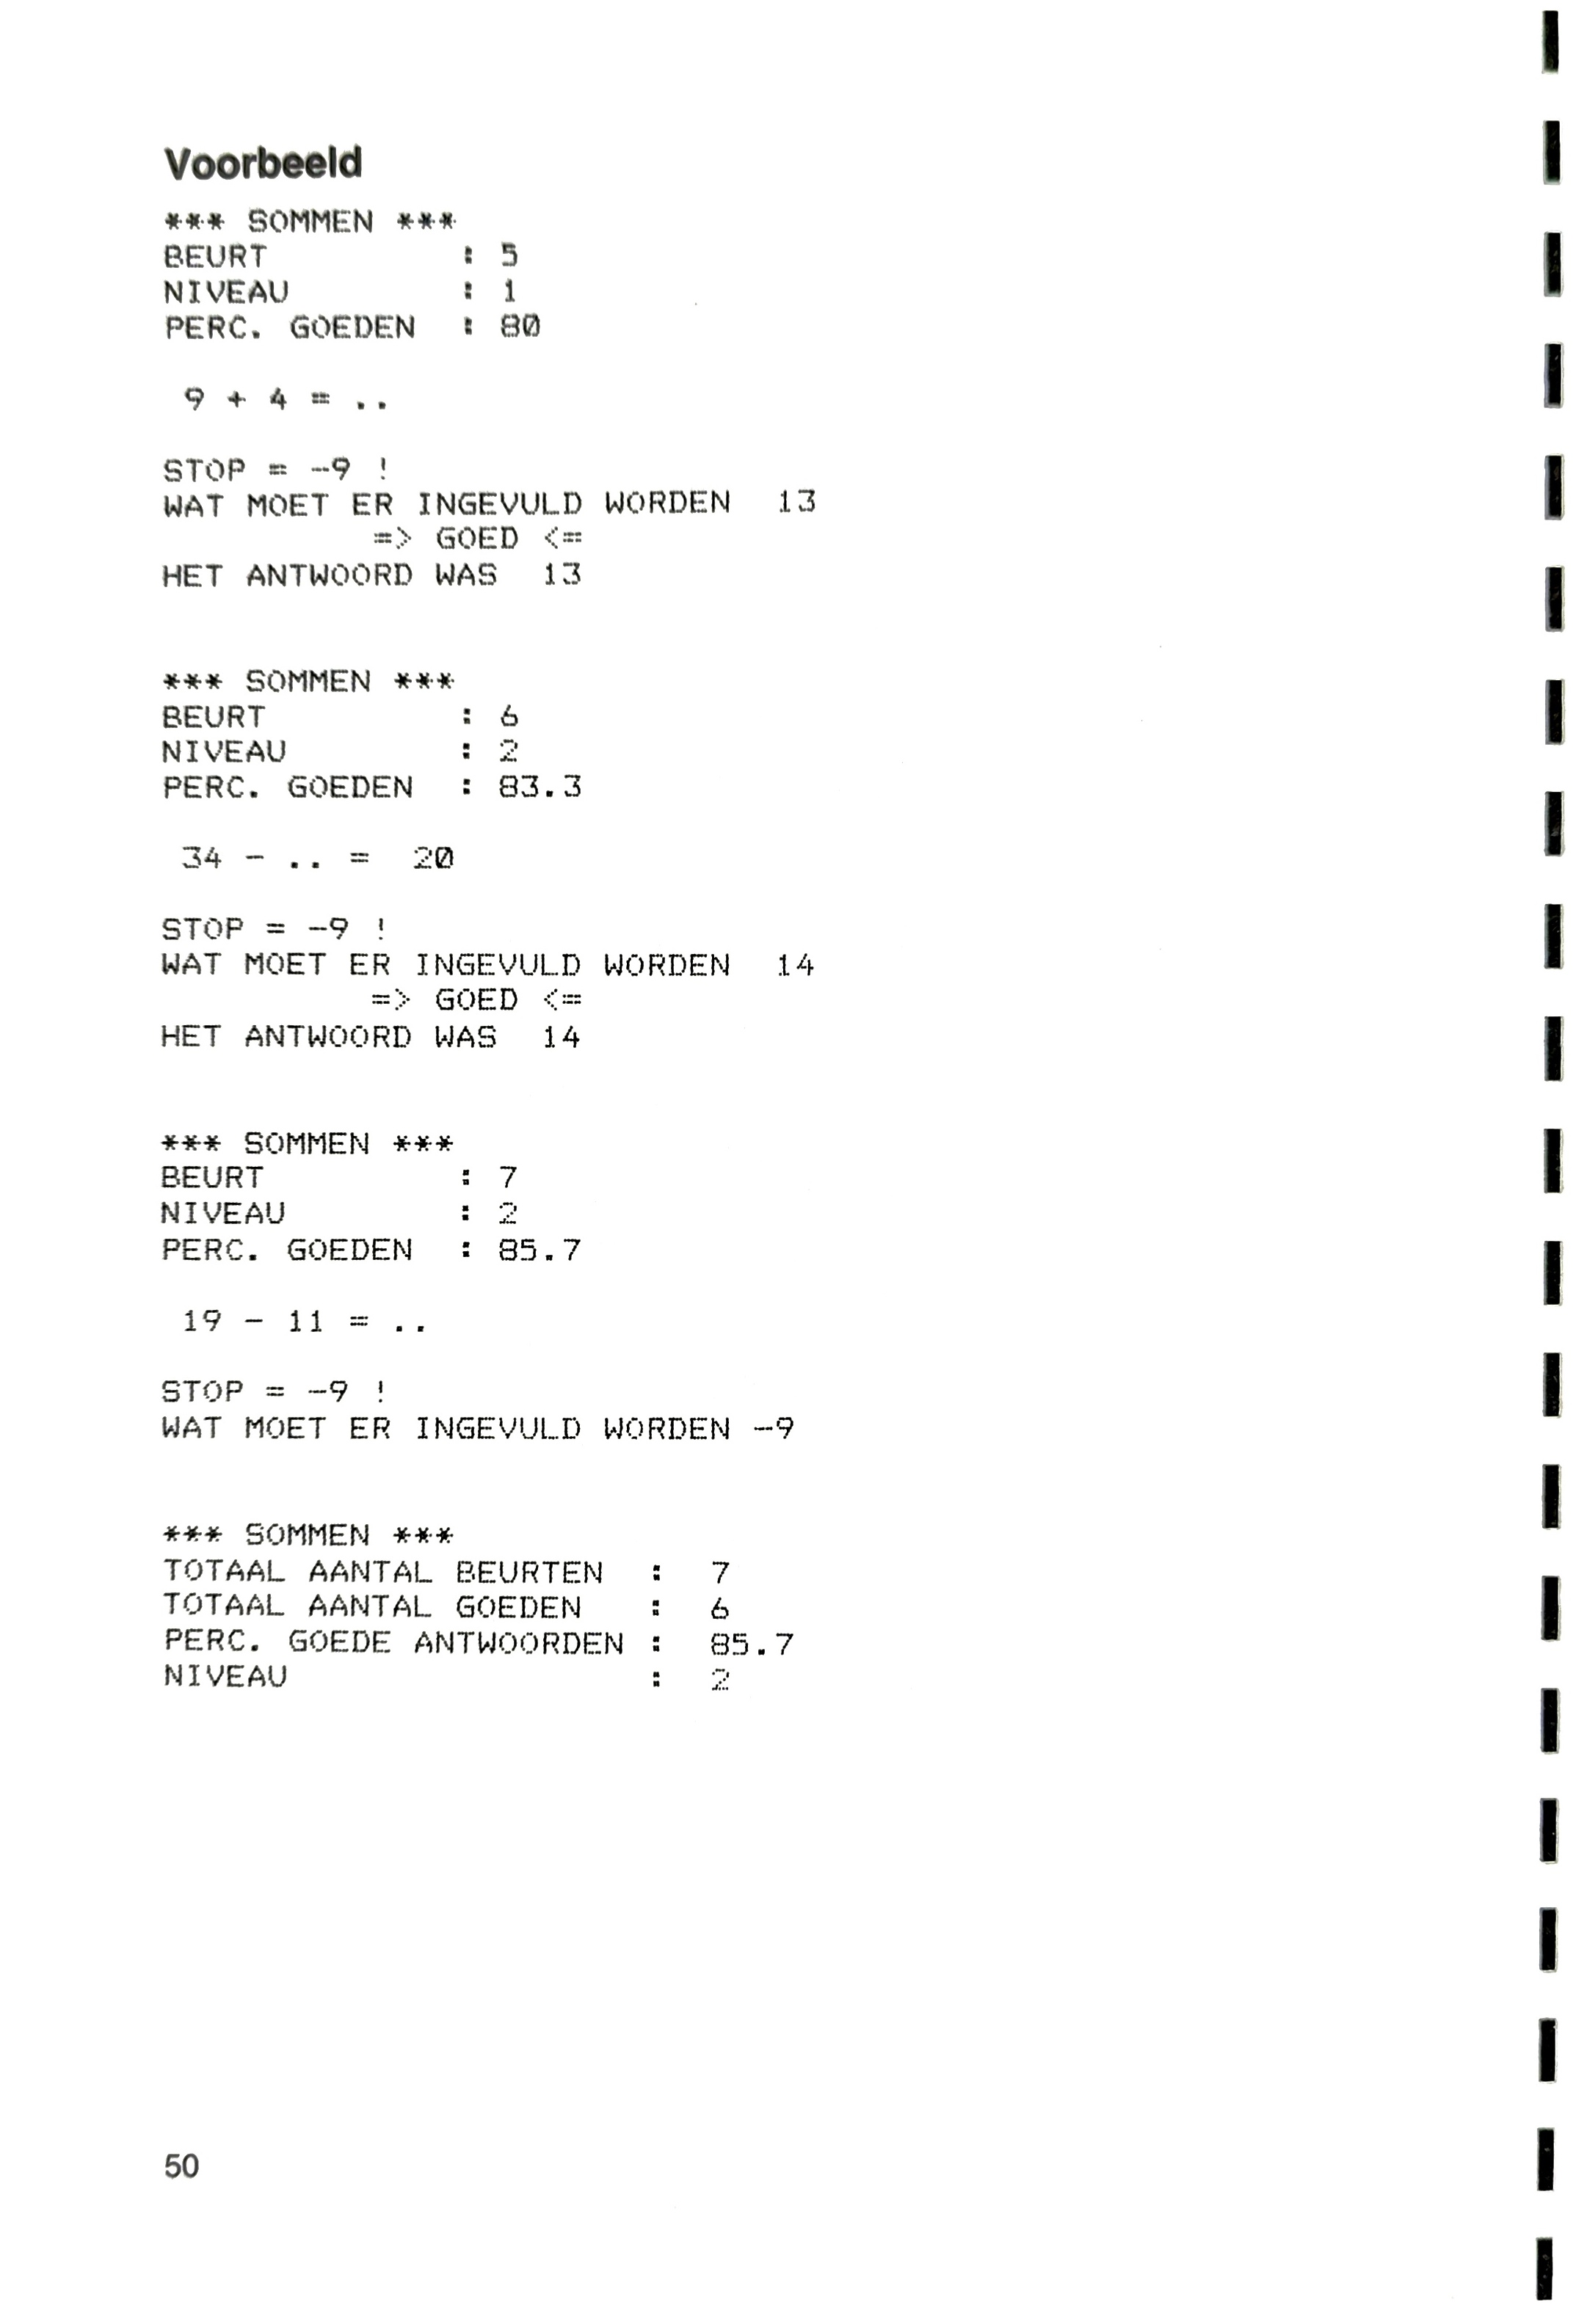 Voorbeeld
*** SOMMEN ***
BEURT          : 5
NIVEAU         : 1
PERC. GOEDEN   : 80
9 + 4 = ..
STOP = -9 !
WAT MOET ER INGEVULD WORDEN  13
=> GOED <=
HET ANTWOORD WAS  13
*** SOMMEN ***
BEURT          : 6
NIVEAU         : 2
PERC. GOEDEN   : 83.3
34 - .. =  20
STOP = -9 !
WAT MOET ER INGEVULD WORDEN  14
=> GOED <=
HET ANTWOORD WAS  14
*** SOMMEN ***
BEURT          : 7
NIVEAU         : 2
PERC. GOEDEN   : 85.7
19 - 11 = ..
STOP = -9 !
WAT MOET ER INGEVULD WORDEN -9
*** SOMMEN ***
TOTAAL AANTAL BEURTEN  :  7
TOTAAL AANTAL GOEDEN   :  6
PERC. GOEDE ANTWOORDEN :  85.7
NIVEAU                 :  2
50